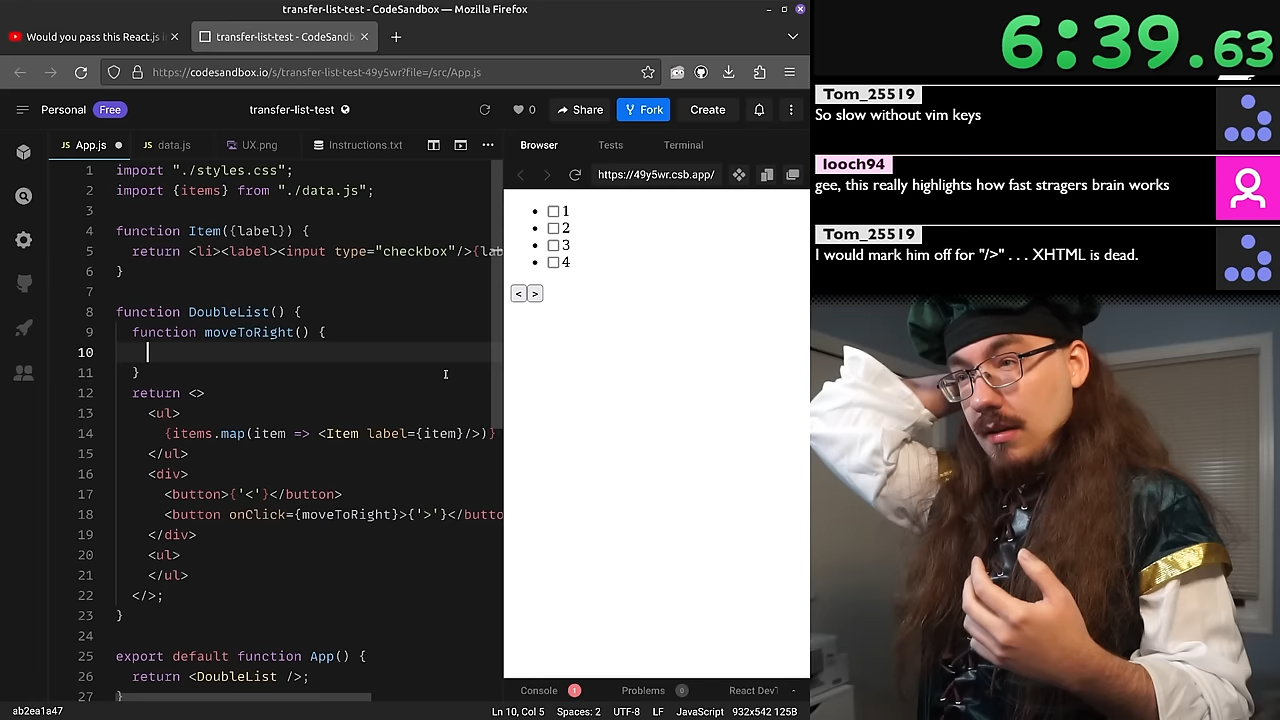 transfer-list-test - CodeSandbox — Mozilla Firefox
Would you pass this React.js i
transfer-list-test - CodeSandb
https://codesandbox.io/s/transfer-list-test-49y5wr?file=/src/App.js
Personal Free
transfer-list-test
0
Share
Fork
Create
App.js
data.js
UX.png
Instructions.txt
Browser
Tests
Terminal
https://49y5wr.csb.app/
1 import "./styles.css";
2 import {items} from "./data.js";
3
4 function Item({label}) {
5 return <li><label><input type="checkbox"/>{lab
6 }
7
8 function DoubleList() {
9 function moveToRight() {
10
11 }
12 return <>
13 <ul>
14 {items.map(item => <Item label={item}/>)}
15 </ul>
16 <div>
17 <button>{'<'}</button>
18 <button onClick={moveToRight}>{'>'}</butto
19 </div>
20 <ul>
21 </ul>
22 </>;
23 }
24
25 export default function App() {
26 return <DoubleList />;
27 }
1
2
3
4
< >
Console 1
Problems 0
React DevT
ab2ea1a47
Ln 10, Col 5
Spaces: 2
UTF-8
LF
JavaScript
932x542 125B
6:39.63
Tom_25519
So slow without vim keys
looch94
gee, this really highlights how fast stragers brain works
Tom_25519
I would mark him off for "/>" . . . XHTML is dead.